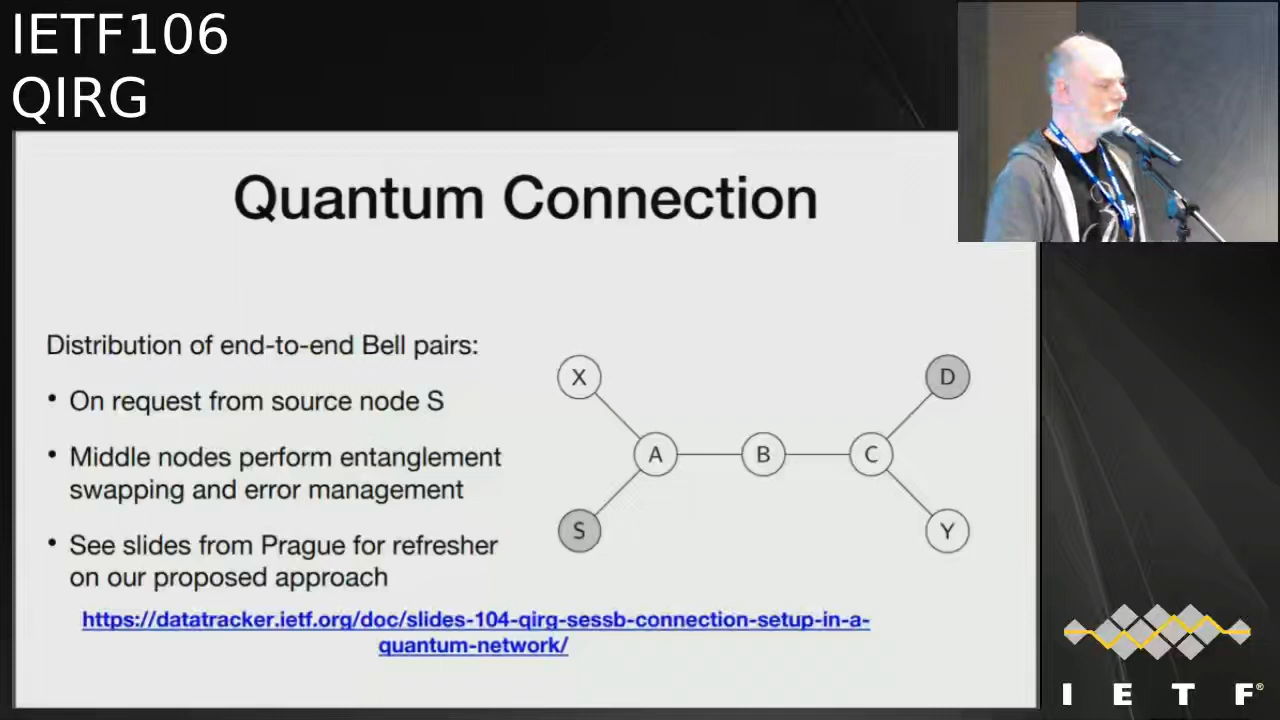 IETF106
QIRG
Quantum Connection
Distribution of end-to-end Bell pairs:
• On request from source node S
• Middle nodes perform entanglement
swapping and error management
• See slides from Prague for refresher
on our proposed approach
https://datatracker.ietf.org/doc/slides-104-qirg-sessb-connection-setup-in-a-
quantum-network/
X
D
A
B
C
S
Y
I E T F®